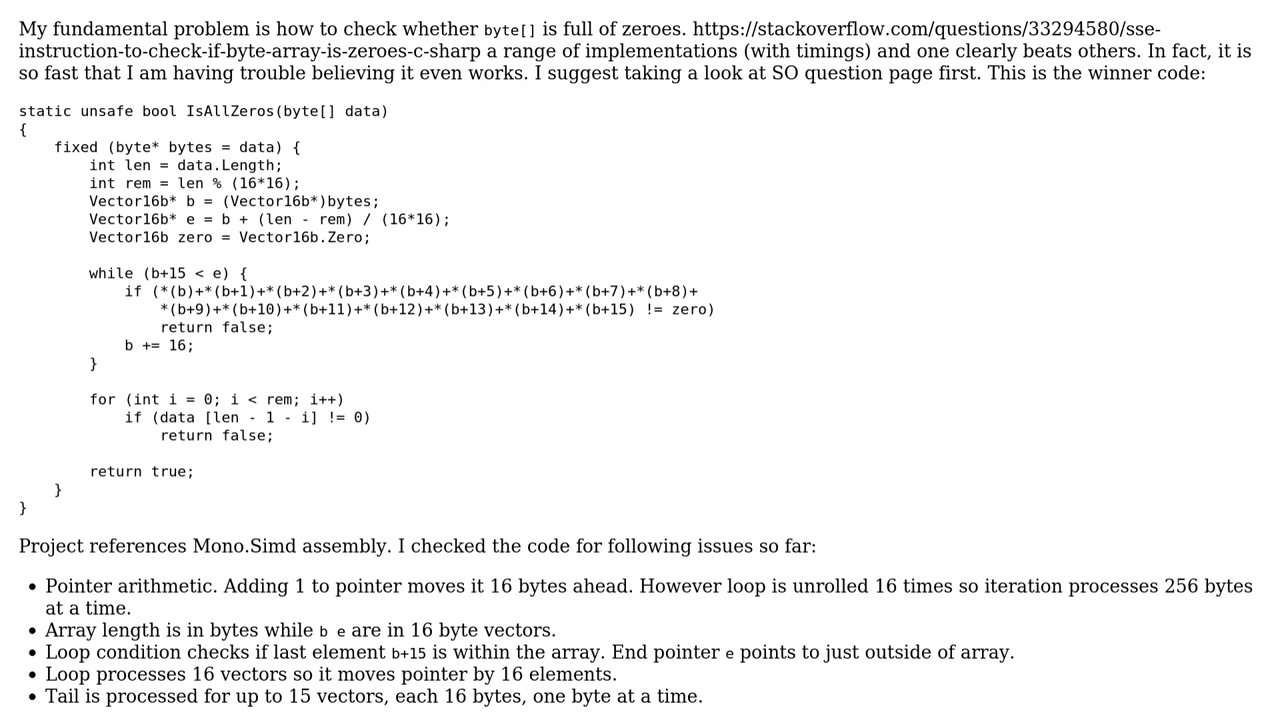 My fundamental problem is how to check whether byte[] is full of zeroes. https://stackoverflow.com/questions/33294580/sse-
instruction-to-check-if-byte-array-is-zeroes-c-sharp a range of implementations (with timings) and one clearly beats others. In fact, it is
so fast that I am having trouble believing it even works. I suggest taking a look at SO question page first. This is the winner code:
static unsafe bool IsAllZeros(byte[] data)
{
    fixed (byte* bytes = data) {
        int len = data.Length;
        int rem = len % (16*16);
        Vector16b* b = (Vector16b*)bytes;
        Vector16b* e = b + (len - rem) / (16*16);
        Vector16b zero = Vector16b.Zero;
        while (b+15 < e) {
            if (*(b)+*(b+1)+*(b+2)+*(b+3)+*(b+4)+*(b+5)+*(b+6)+*(b+7)+*(b+8)+
                *(b+9)+*(b+10)+*(b+11)+*(b+12)+*(b+13)+*(b+14)+*(b+15) != zero)
                return false;
            b += 16;
        }
        for (int i = 0; i < rem; i++)
            if (data [len - 1 - i] != 0)
                return false;
        return true;
    }
}
Project references Mono.Simd assembly. I checked the code for following issues so far:
• Pointer arithmetic. Adding 1 to pointer moves it 16 bytes ahead. However loop is unrolled 16 times so iteration processes 256 bytes
at a time.
• Array length is in bytes while b e are in 16 byte vectors.
• Loop condition checks if last element b+15 is within the array. End pointer e points to just outside of array.
• Loop processes 16 vectors so it moves pointer by 16 elements.
• Tail is processed for up to 15 vectors, each 16 bytes, one byte at a time.